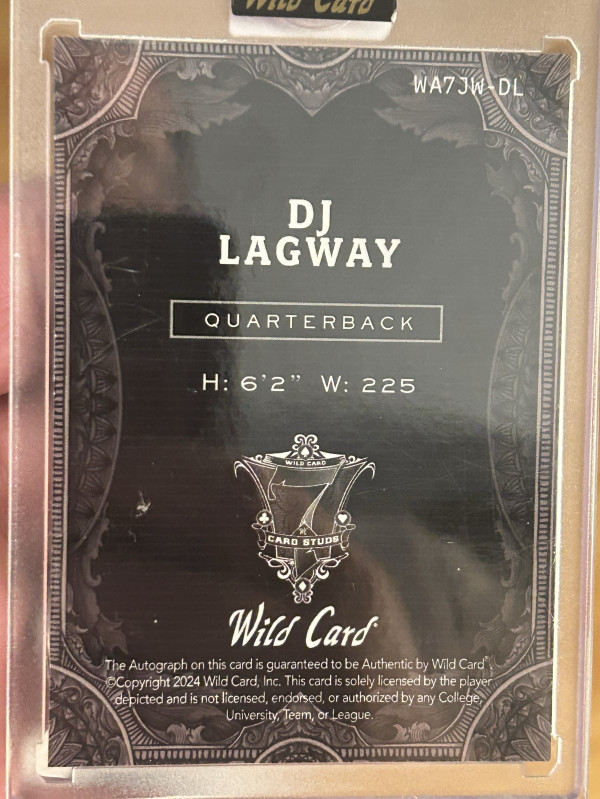 Wild Card
WA7JW-DL
DJ
LAGWAY
QUARTERBACK
H: 6'2" W: 225
WILD CARD
7
CARD STUDS
Wild Card
The Autograph on this card is guaranteed to be Authentic by Wild Card™.
©Copyright 2024 Wild Card, Inc. This card is solely licensed by the player
depicted and is not licensed, endorsed, or authorized by any College,
University, Team, or League.